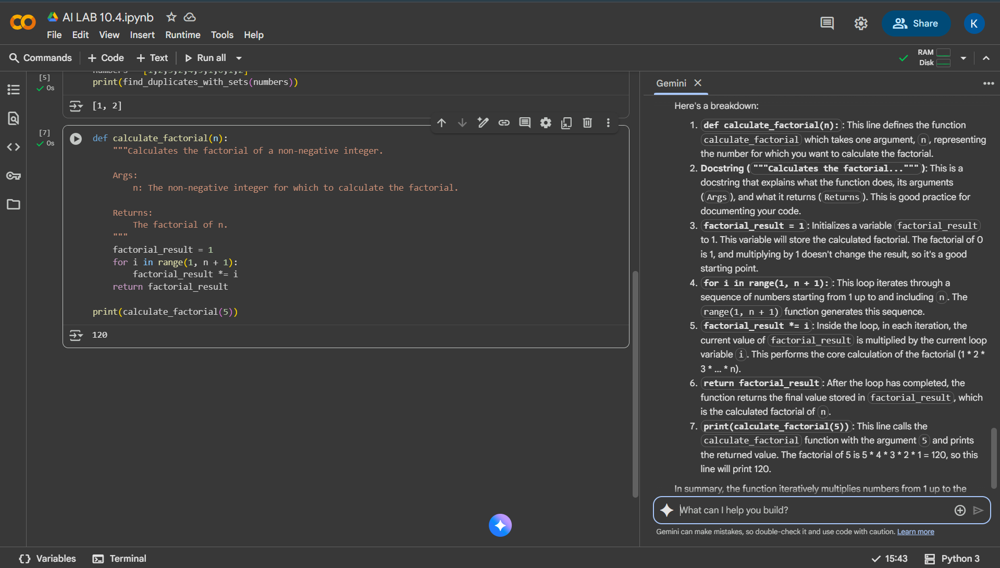 AI LAB 10.4.ipynb
File Edit View Insert Runtime Tools Help
Share
K
Commands + Code + Text Run all
RAM
Disk
[5]
0s
print(find_duplicates_with_sets(numbers))
[1, 2]
[7]
0s
def calculate_factorial(n):
"""Calculates the factorial of a non-negative integer.
Args:
n: The non-negative integer for which to calculate the factorial.
Returns:
The factorial of n.
"""
factorial_result = 1
for i in range(1, n + 1):
factorial_result *= i
return factorial_result
print(calculate_factorial(5))
120
Gemini
Here's a breakdown:
1. def calculate_factorial(n): : This line defines the function
calculate_factorial which takes one argument, n , representing
the number for which you want to calculate the factorial.
2. Docstring ( """Calculates the factorial...""" ): This is a
docstring that explains what the function does, its arguments
( Args ), and what it returns ( Returns ). This is good practice for
documenting your code.
3. factorial_result = 1 : Initializes a variable factorial_result
to 1. This variable will store the calculated factorial. The factorial of 0
is 1, and multiplying by 1 doesn't change the result, so it's a good
starting point.
4. for i in range(1, n + 1): : This loop iterates through a
sequence of numbers starting from 1 up to and including n . The
range(1, n + 1) function generates this sequence.
5. factorial_result *= i : Inside the loop, in each iteration, the
current value of factorial_result is multiplied by the current loop
variable i . This performs the core calculation of the factorial (1 * 2 *
3 * ... * n).
6. return factorial_result : After the loop has completed, the
function returns the final value stored in factorial_result , which
is the calculated factorial of n .
7. print(calculate_factorial(5)) : This line calls the
calculate_factorial function with the argument 5 and prints
the returned value. The factorial of 5 is 5 * 4 * 3 * 2 * 1 = 120, so this
line will print 120.
In summary, the function iteratively multiplies numbers from 1 up to the
What can I help you build?
Gemini can make mistakes, so double-check it and use code with caution. Learn more
Variables Terminal
15:43 Python 3